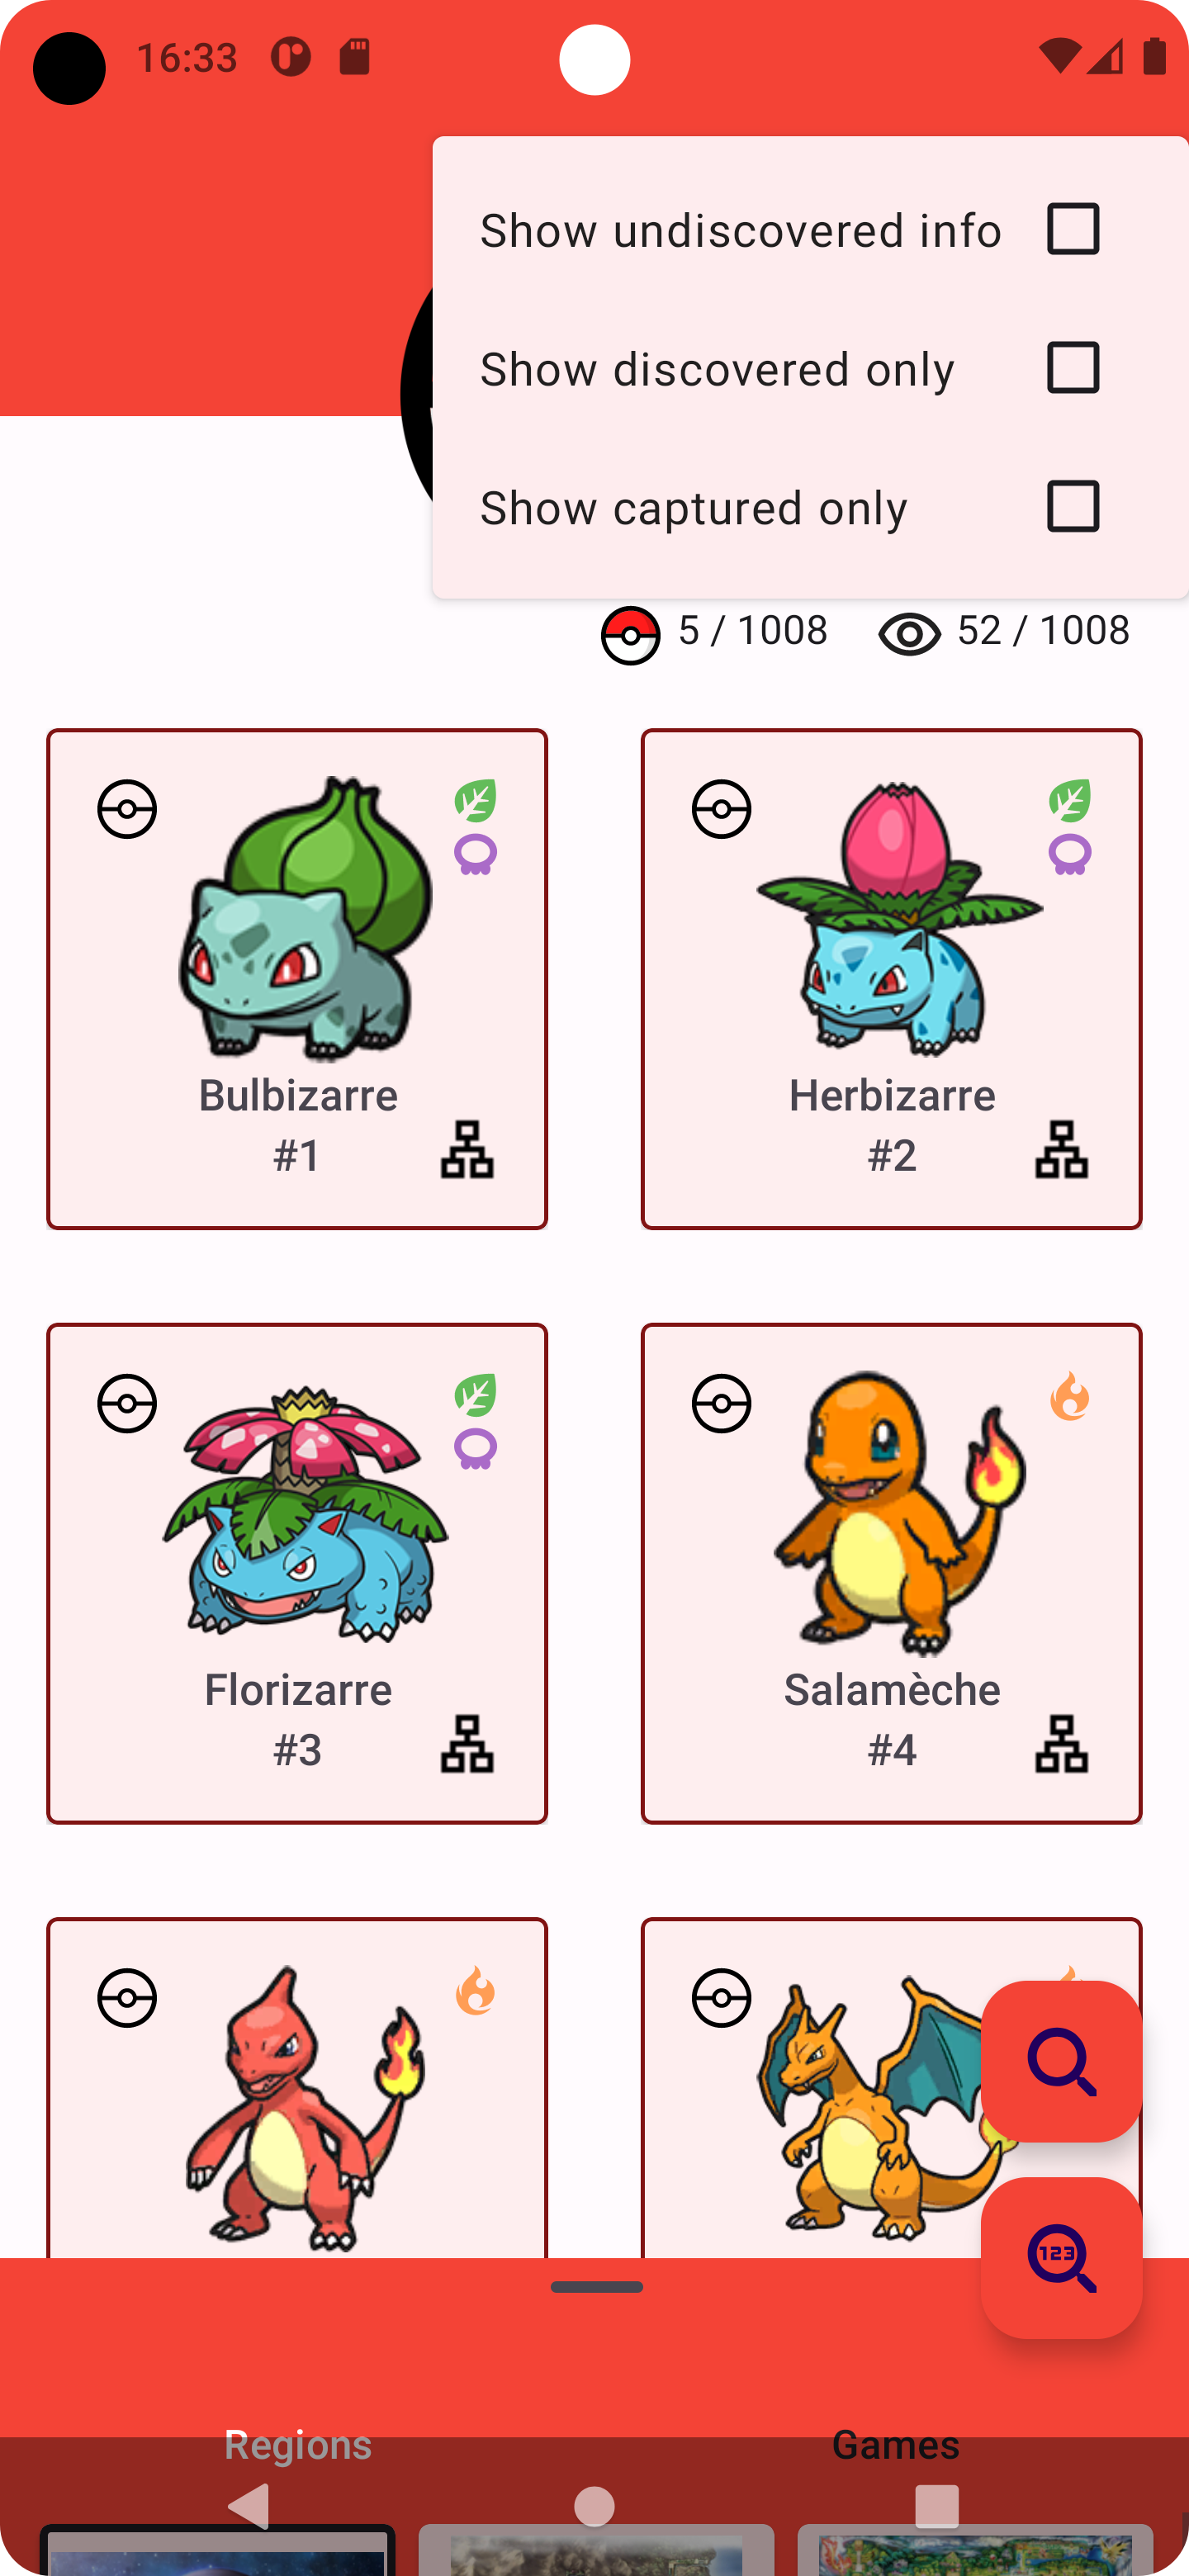 16:33
Show undiscovered info
Show discovered only
Show captured only
5 / 1008
52 / 1008
Bulbizarre
#1
Herbizarre
#2
Florizarre
#3
Salamèche
#4
123
Regions
Games